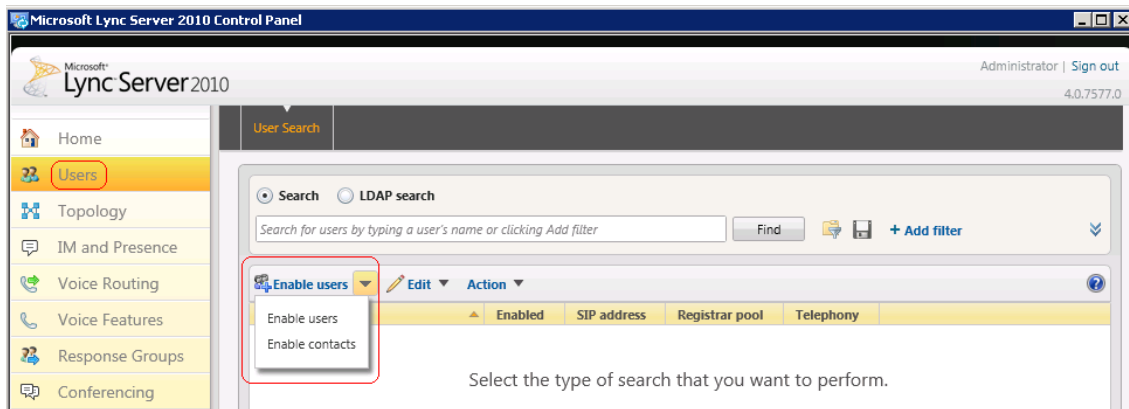 Microsoft Lync Server 2010 Control Panel
Microsoft®
Lync Server 2010
Administrator | Sign out
4.0.7577.0
Home
User Search
Users
Search LDAP search
Topology
Search for users by typing a user's name or clicking Add filter Find + Add filter
IM and Presence
Voice Routing
Enable users Edit Action
Voice Features
Enable users
Enabled SIP address Registrar pool Telephony
Enable contacts
Response Groups
Select the type of search that you want to perform.
Conferencing